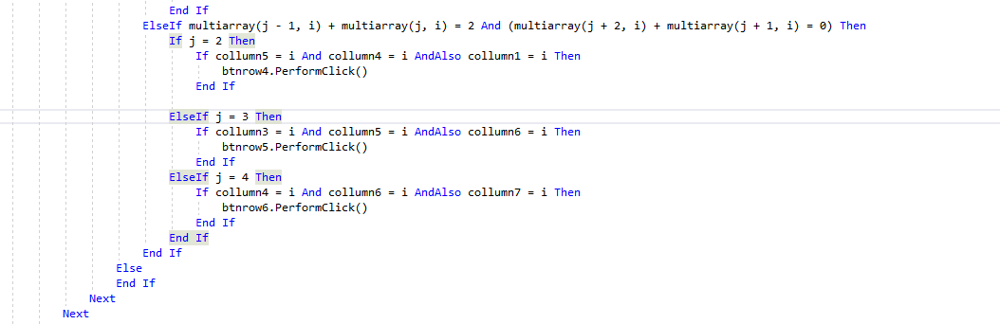 End If
ElseIf multiarray(j - 1, i) + multiarray(j, i) = 2 And (multiarray(j + 2, i) + multiarray(j + 1, i) = 0) Then
If j = 2 Then
If collumn5 = i And collumn4 = i AndAlso collumn1 = i Then
btnrow4.PerformClick()
End If
ElseIf j = 3 Then
If collumn3 = i And collumn5 = i AndAlso collumn6 = i Then
btnrow5.PerformClick()
End If
ElseIf j = 4 Then
If collumn4 = i And collumn6 = i AndAlso collumn7 = i Then
btnrow6.PerformClick()
End If
End If
End If
Else
End If
Next
Next